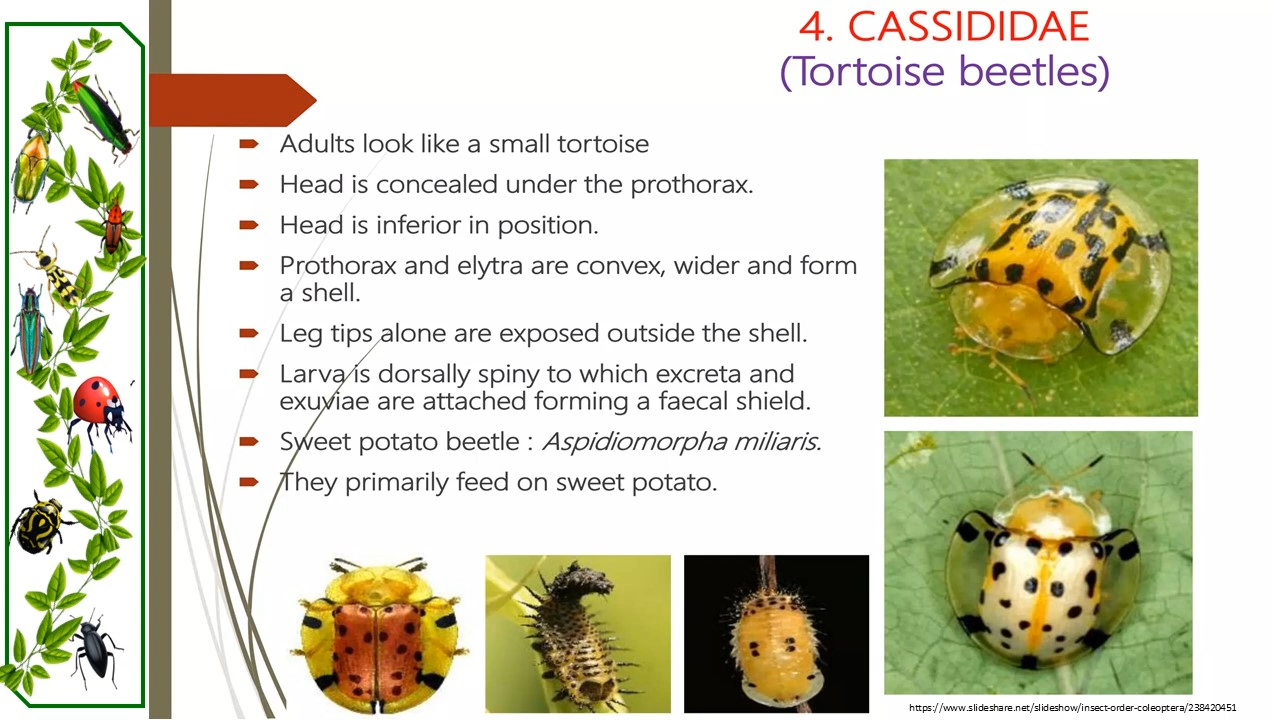 4. CASSIDIDAE
(Tortoise beetles)
Adults look like a small tortoise
Head is concealed under the prothorax.
Head is inferior in position.
Prothorax and elytra are convex, wider and form
a shell.
Leg tips alone are exposed outside the shell.
Larva is dorsally spiny to which excreta and
exuviae are attached forming a faecal shield.
Sweet potato beetle : Aspidiomorpha miliaris.
They primarily feed on sweet potato.
https://www.slideshare.net/slideshow/insect-order-coleoptera/238420451